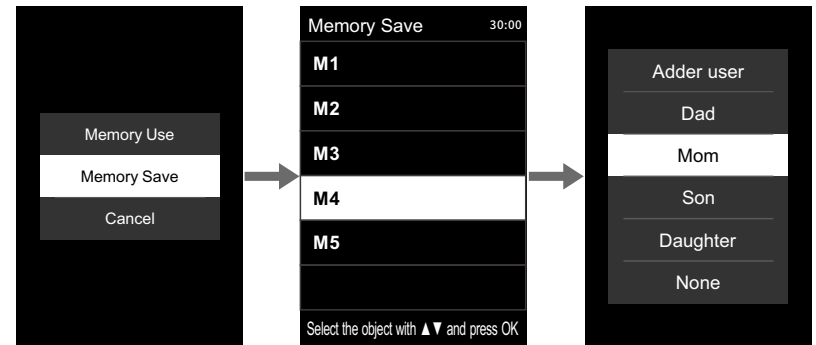 Memory Use
Memory Save
Cancel
Memory Save 30:00
M1
M2
M3
M4
M5
Select the object with ▲▼ and press OK
Adder user
Dad
Mom
Son
Daughter
None